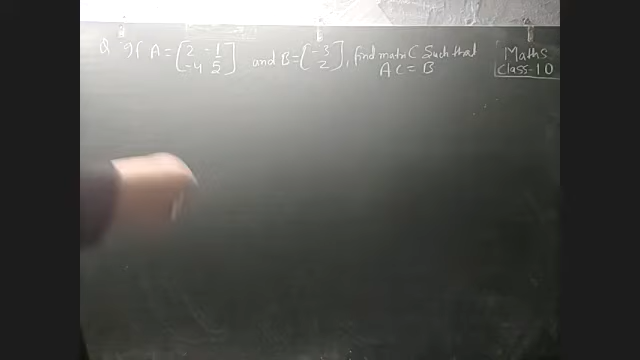 Q If A = [2 -1 and B = [-3], find matrix C Such that
-4 5] 2 AC = B
Maths
Class-10